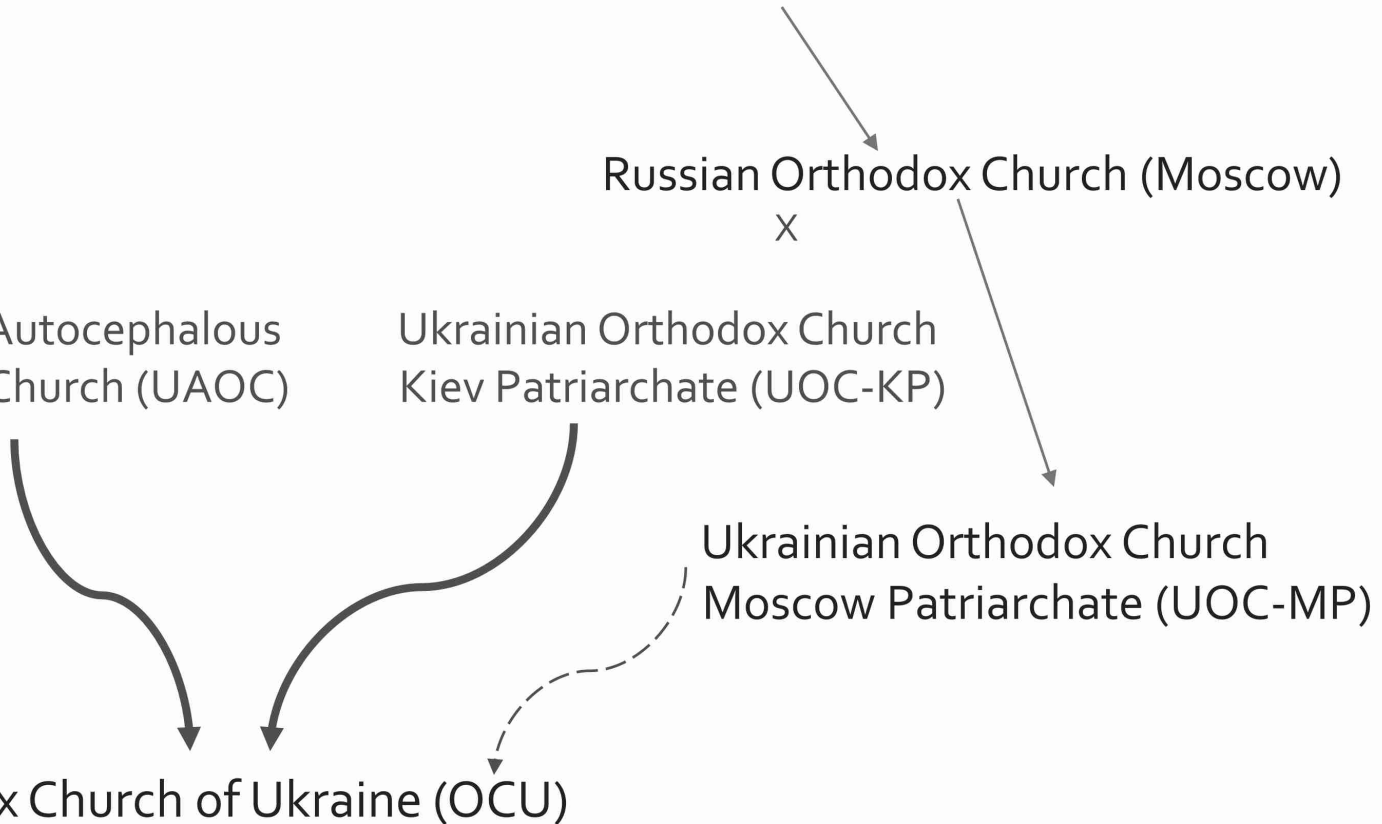 Russian Orthodox Church (Moscow)
X
Autocephalous
Church (UAOC)
Ukrainian Orthodox Church
Kiev Patriarchate (UOC-KP)
Ukrainian Orthodox Church
Moscow Patriarchate (UOC-MP)
x Church of Ukraine (OCU)